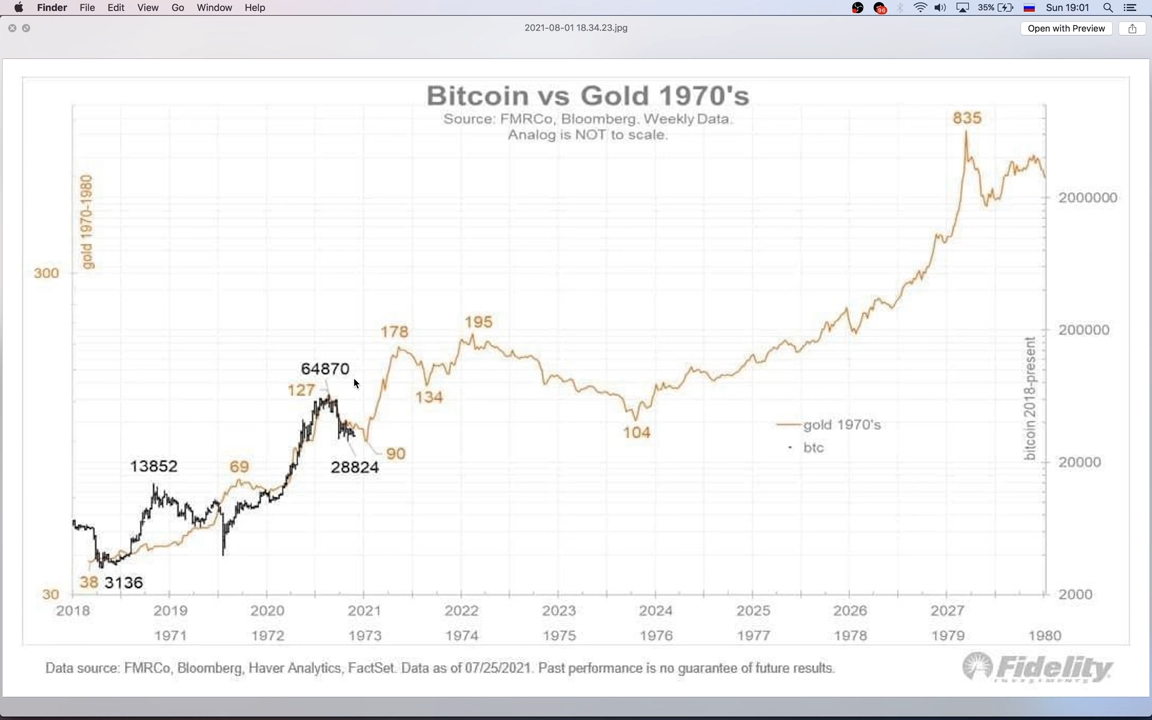 Finder File Edit View Go Window Help 35% Sun 19:01
2021-08-01 18.34.23.jpg
Open with Preview
Bitcoin vs Gold 1970's
Source: FMRCo, Bloomberg. Weekly Data.
Analog is NOT to scale.
835
gold 1970-1980
2000000
300
195
178
200000
64870
127
134
bitcoin 2018-present
gold 1970's
104
btc
90
28824
13852
69
20000
38 3136
30
2000
2018 2019 2020 2021 2022 2023 2024 2025 2026 2027
1971 1972 1973 1974 1975 1976 1977 1978 1979 1980
Data source: FMRCo, Bloomberg, Haver Analytics, FactSet. Data as of 07/25/2021. Past performance is no guarantee of future results.
Fidelity
INVESTMENTS